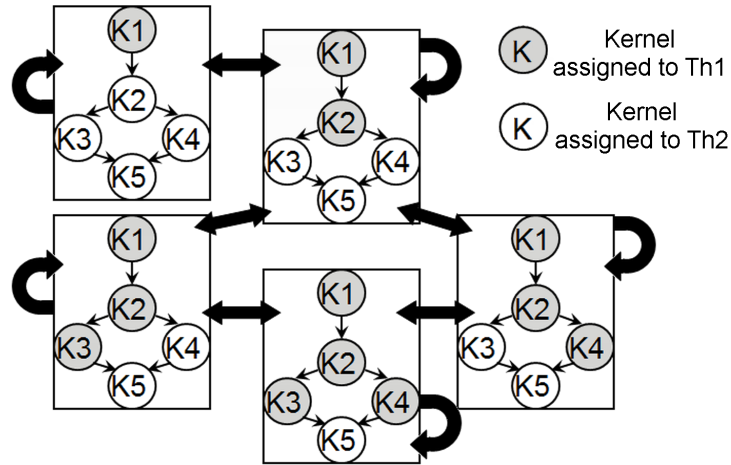 K1
K2
K3 K4
K5
K1
K2
K3 K4
K5
K Kernel
assigned to Th1
K Kernel
assigned to Th2
K1
K2
K3 K4
K5
K1
K2
K3 K4
K5
K1
K2
K3 K4
K5